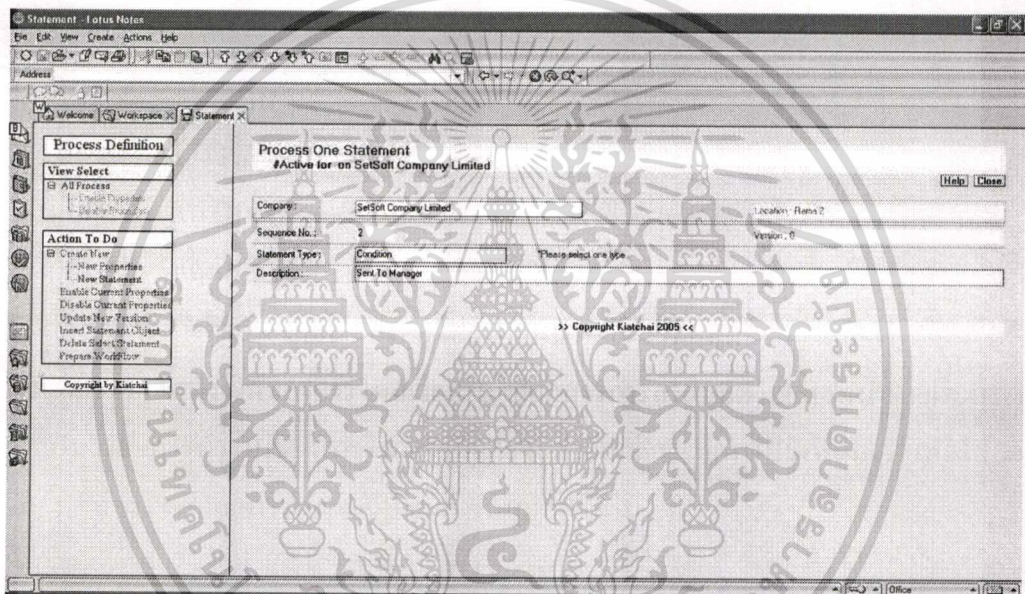 Statement - Lotus Notes
File Edit View Create Actions Help
Address
Welcome Workspace Statement
Process Definition
View Select
All Process
Enable Properties
Disable Properties
Action To Do
Create New
New Properties
New Statement
Enable Current Properties
Disable Current Properties
Update New Version
Insert Statement Object
Delete Select Statement
Prepare Workflow
Copyright by Kiatchai
Process One Statement
#Active for on SetSoft Company Limited
Help Close
Company : SetSoft Company Limited Location : Rama 2
Sequence No. : 2 Version : 0
Statement Type : Condition *Please select one type
Description : Sent To Manager
>> Copyright Kiatchai 2005 <<
Office